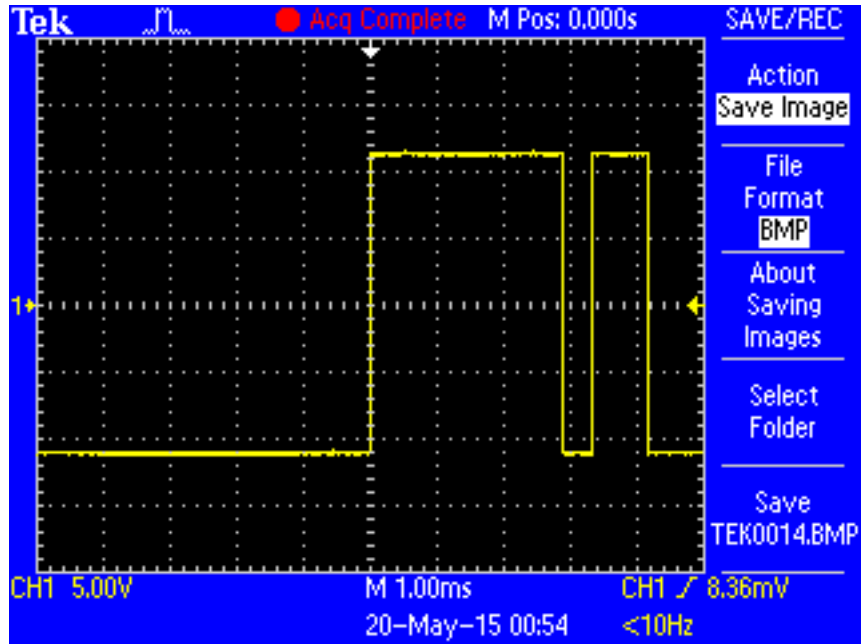 Tek Acq Complete M Pos: 0.000s SAVE/REC
Action
Save Image
File
Format
BMP
About
Saving
Images
Select
Folder
Save
TEK0014.BMP
1
CH1 5.00V M 1.00ms CH1 8.36mV
20-May-15 00:54 <10Hz